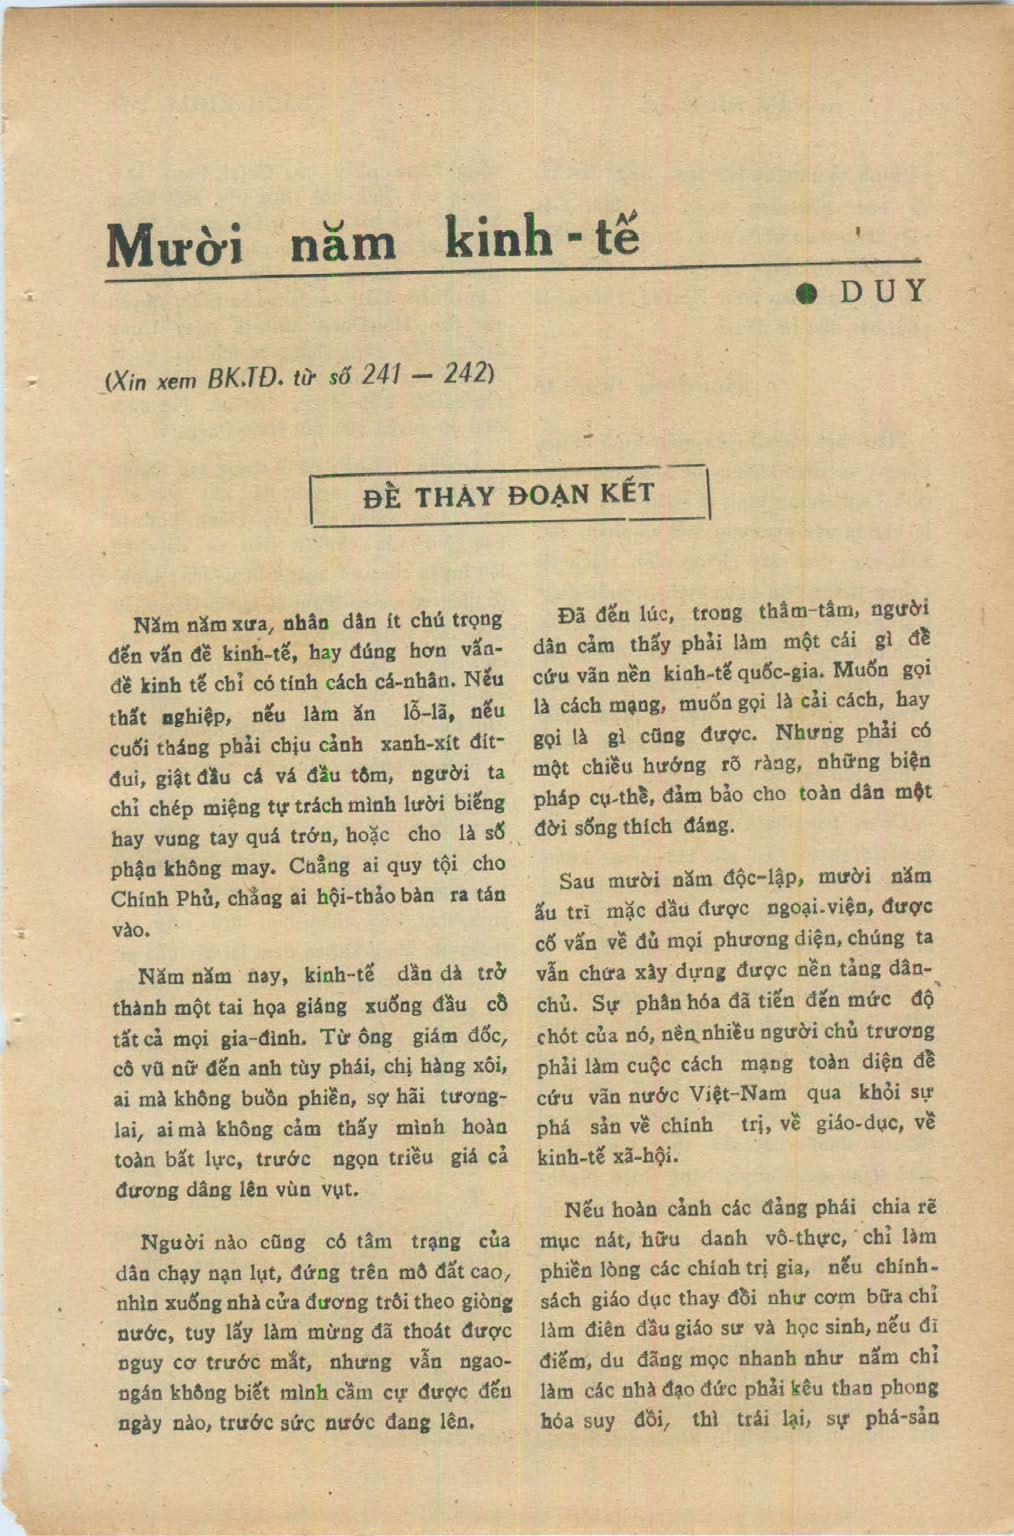 Mười năm kinh-tế
● DUY
(Xin xem BK.TĐ. từ số 241 — 242)
ĐỀ THAY ĐOẠN KẾT
Năm năm xưa, nhân dân ít chú trọng
đến vấn đề kinh-tế, hay đúng hơn vấn-
đề kinh tế chỉ có tính cách cá-nhân. Nếu
thất nghiệp, nếu làm ăn lỗ-lã, nếu
cuối tháng phải chịu cảnh xanh-xít đít-
đui, giật đầu cá vá đầu tôm, người ta
chỉ chép miệng tự trách mình lười biếng
hay vung tay quá trớn, hoặc cho là số
phận không may. Chẳng ai quy tội cho
Chính Phủ, chẳng ai hội-thảo bàn ra tán
vào.
Năm năm nay, kinh-tế dần dà trở
thành một tai họa giáng xuống đầu cổ
tất cả mọi gia-đình. Từ ông giám đốc,
cô vũ nữ đến anh tùy phái, chị hàng xôi,
ai mà không buồn phiền, sợ hãi tương-
lai, ai mà không cảm thấy mình hoàn
toàn bất lực, trước ngọn triều giá cả
đương dâng lên vùn vụt.
Người nào cũng có tâm trạng của
dân chạy nạn lụt, đứng trên mô đất cao,
nhìn xuống nhà cửa đương trôi theo giòng
nước, tuy lấy làm mừng đã thoát được
nguy cơ trước mắt, nhưng vẫn ngao-
ngán không biết mình cầm cự được đến
ngày nào, trước sức nước đang lên.
Đã đến lúc, trong thâm-tâm, người
dân cảm thấy phải làm một cái gì để
cứu vãn nền kinh-tế quốc-gia. Muốn gọi
là cách mạng, muốn gọi là cải cách, hay
gọi là gì cũng được. Nhưng phải có
một chiều hướng rõ ràng, những biện
pháp cụ-thể, đảm bảo cho toàn dân một
đời sống thích đáng.
Sau mười năm độc-lập, mười năm
ấu trĩ mặc dầu được ngoại-viện, được
cố vấn về đủ mọi phương diện, chúng ta
vẫn chưa xây dựng được nền tảng dân-
chủ. Sự phân hóa đã tiến đến mức độ
chót của nó, nên nhiều người chủ trương
phải làm cuộc cách mạng toàn diện để
cứu vãn nước Việt-Nam qua khỏi sự
phá sản về chính trị, về giáo-dục, về
kinh-tế xã-hội.
Nếu hoàn cảnh các đảng phái chia rẽ
mục nát, hữu danh vô-thực, chỉ làm
phiền lòng các chính trị gia, nếu chính-
sách giáo dục thay đổi như cơm bữa chỉ
làm điên đầu giáo sư và học sinh, nếu đĩ
điếm, du đãng mọc nhanh như nấm chỉ
làm các nhà đạo đức phải kêu than phong
hóa suy đồi, thì trái lại, sự phá-sản